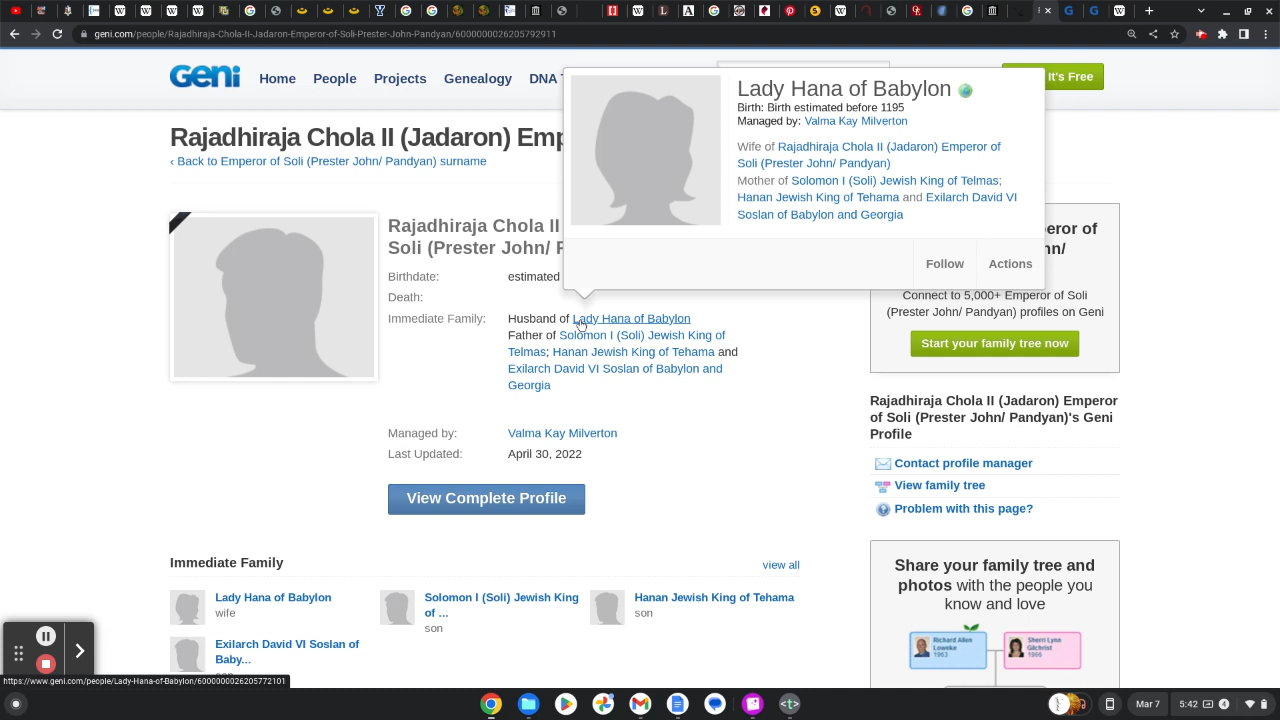 geni.com/people/Rajadhiraja-Chola-II-Jadaron-Emperor-of-Soli-Prester-John-Pandyan/6000000026205792911
Geni
Home
People
Projects
Genealogy
DNA
It's Free
Lady Hana of Babylon
Birth: Birth estimated before 1195
Managed by: Valma Kay Milverton
Wife of Rajadhiraja Chola II (Jadaron) Emperor of
Soli (Prester John/ Pandyan)
Mother of Solomon I (Soli) Jewish King of Telmas;
Hanan Jewish King of Tehama and Exilarch David VI
Soslan of Babylon and Georgia
Follow
Actions
Rajadhiraja Chola II (Jadaron)
‹ Back to Emperor of Soli (Prester John/ Pandyan) surname
Rajadhiraja Chola II
Soli (Prester John/
Birthdate: estimated
Death:
Immediate Family: Husband of Lady Hana of Babylon
Father of Solomon I (Soli) Jewish King of
Telmas; Hanan Jewish King of Tehama and
Exilarch David VI Soslan of Babylon and
Georgia
Managed by: Valma Kay Milverton
Last Updated: April 30, 2022
View Complete Profile
Connect to 5,000+ Emperor of Soli
(Prester John/ Pandyan) profiles on Geni
Start your family tree now
Rajadhiraja Chola II (Jadaron) Emperor
of Soli (Prester John/ Pandyan)'s Geni
Profile
Contact profile manager
View family tree
Problem with this page?
Immediate Family
view all
Lady Hana of Babylon
wife
Solomon I (Soli) Jewish King
of ...
son
Hanan Jewish King of Tehama
son
Exilarch David VI Soslan of
Baby...
Share your family tree and
photos with the people you
know and love
Richard Allen
Loweke
1963
Sherri Lynn
Gilchrist
1966
https://www.geni.com/people/Lady-Hana-of-Babylon/6000000026205772101
Mar 7
5:42